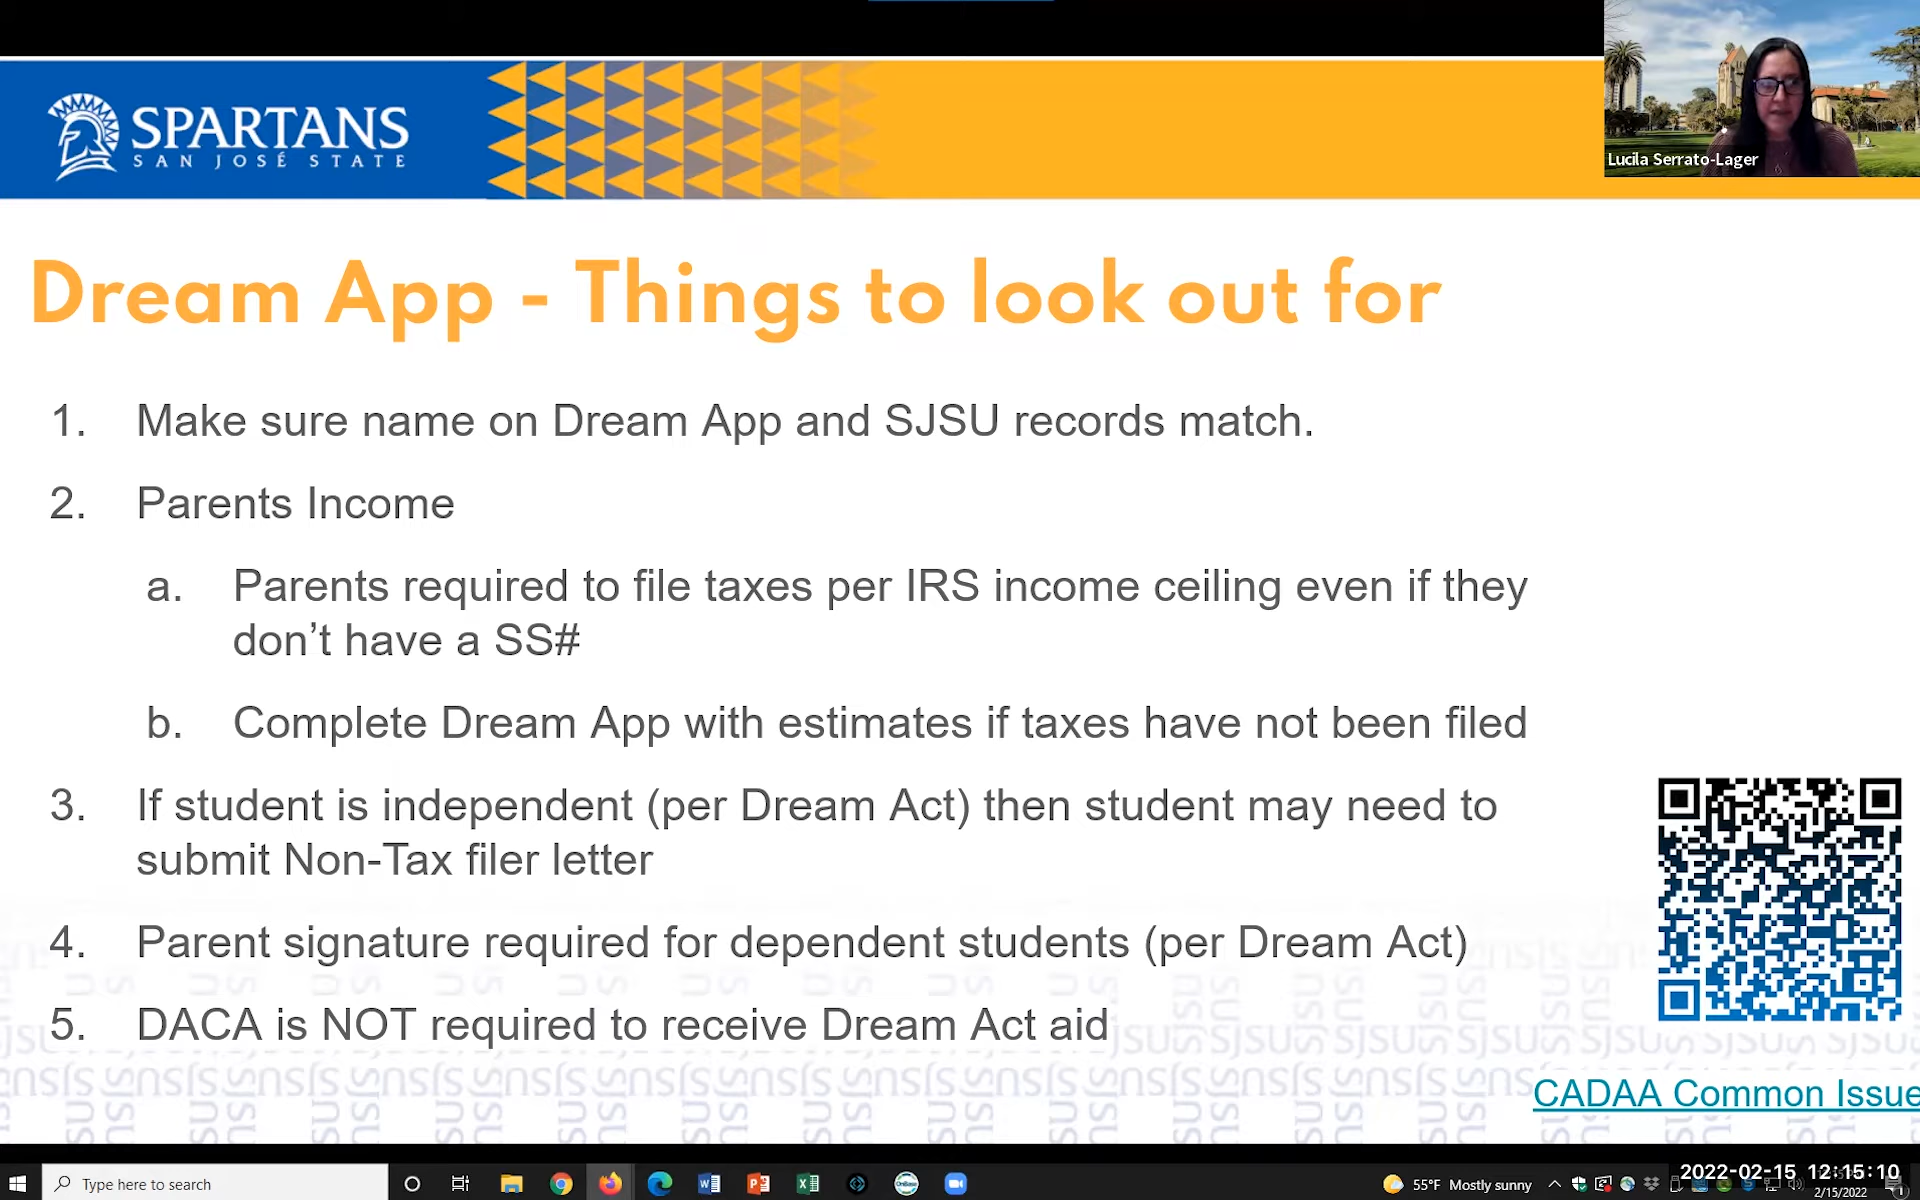 SPARTANS
SAN JOSÉ STATE
Lucila Serrato-Lager
Dream App - Things to look out for
1. Make sure name on Dream App and SJSU records match.
2. Parents Income
a. Parents required to file taxes per IRS income ceiling even if they
don't have a SS#
b. Complete Dream App with estimates if taxes have not been filed
3. If student is independent (per Dream Act) then student may need to
submit Non-Tax filer letter
4. Parent signature required for dependent students (per Dream Act)
5. DACA is NOT required to receive Dream Act aid
CADAA Common Issue
Type here to search
55°F Mostly sunny
2022-02-15 12:15:10
2/15/2022